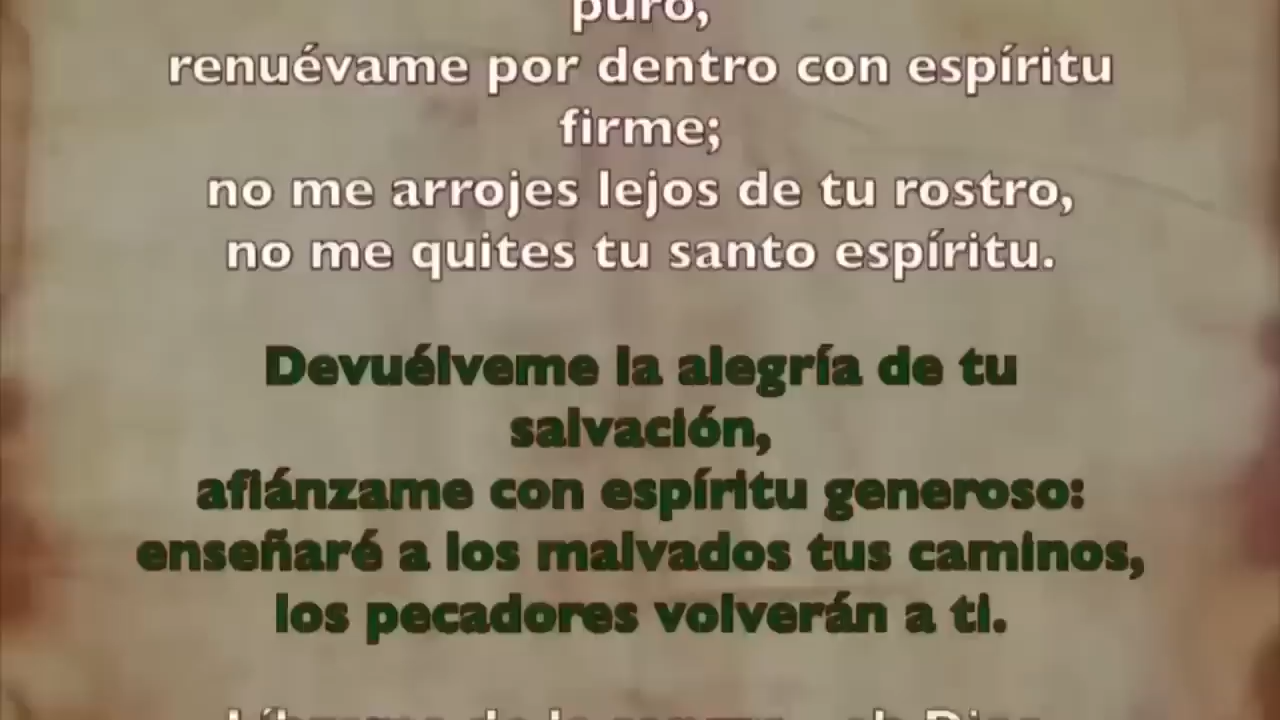 puro,
renuévame por dentro con espíritu
firme;
no me arrojes lejos de tu rostro,
no me quites tu santo espíritu.
Devuélveme la alegría de tu
salvación,
afiánzame con espíritu generoso:
enseñaré a los malvados tus caminos,
los pecadores volverán a ti.